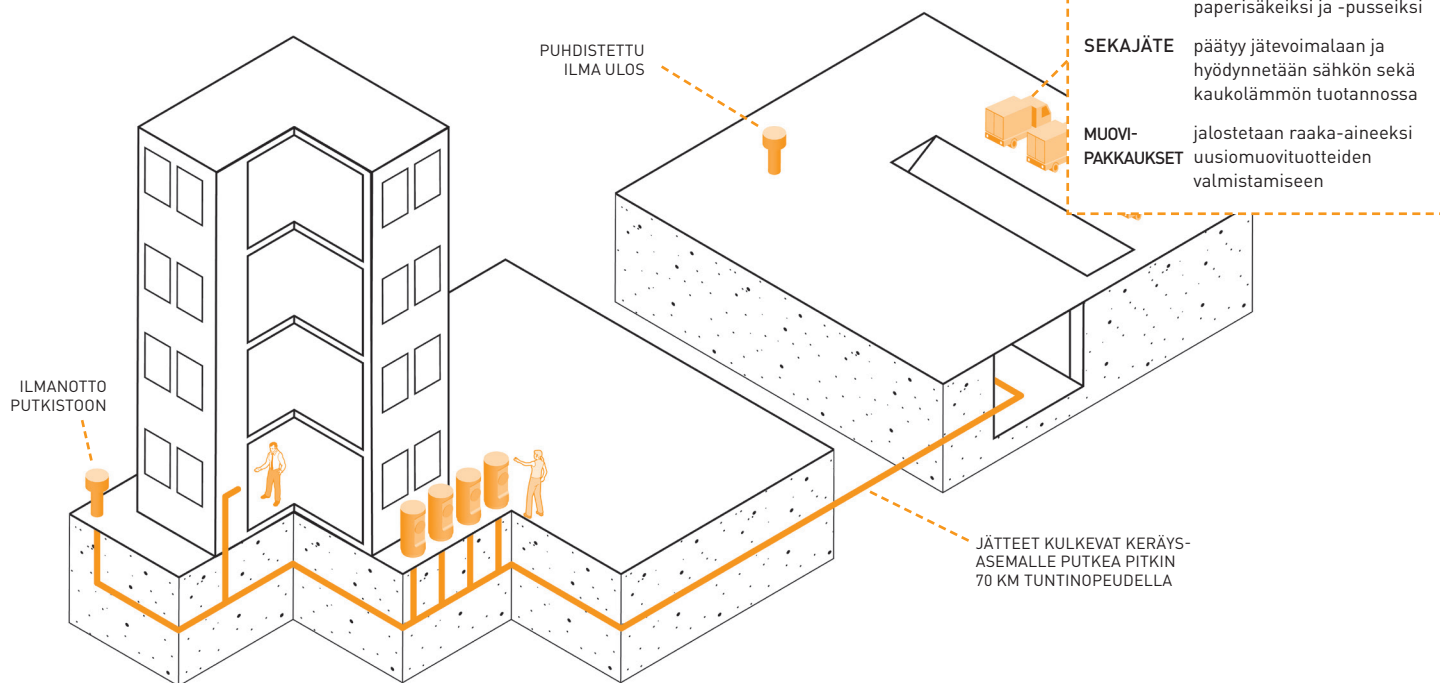 paperisäkeiksi ja -pusseiksi
SEKAJÄTE päätyy jätevoimalaan ja
hyödynnetään sähkön sekä
kaukolämmön tuotannossa
MUOVI- jalostetaan raaka-aineeksi
PAKKAUKSET uusiomuovituotteiden
valmistamiseen
PUHDISTETTU
ILMA ULOS
ILMANOTTO
PUTKISTOON
JÄTTEET KULKEVAT KERÄYS-
ASEMALLE PUTKEA PITKIN
70 KM TUNTINOPEUDELLA